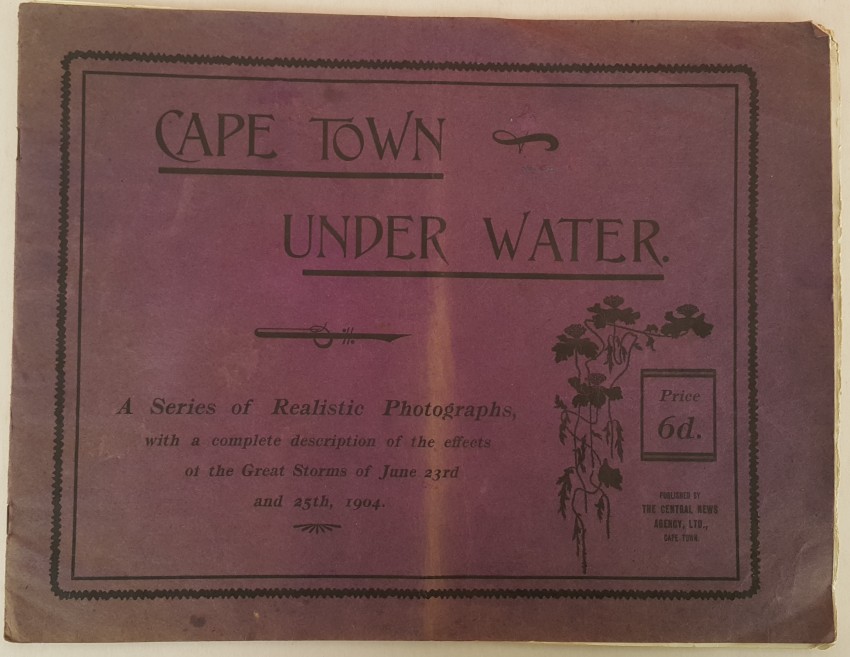 CAPE TOWN
UNDER WATER.
A Series of Realistic Photographs,
with a complete description of the effects
of the Great Storms of June 23rd
and 25th, 1904.
Price
6d.
PUBLISHED BY
THE CENTRAL NEWS
AGENCY, LTD.,
CAPE TOWN